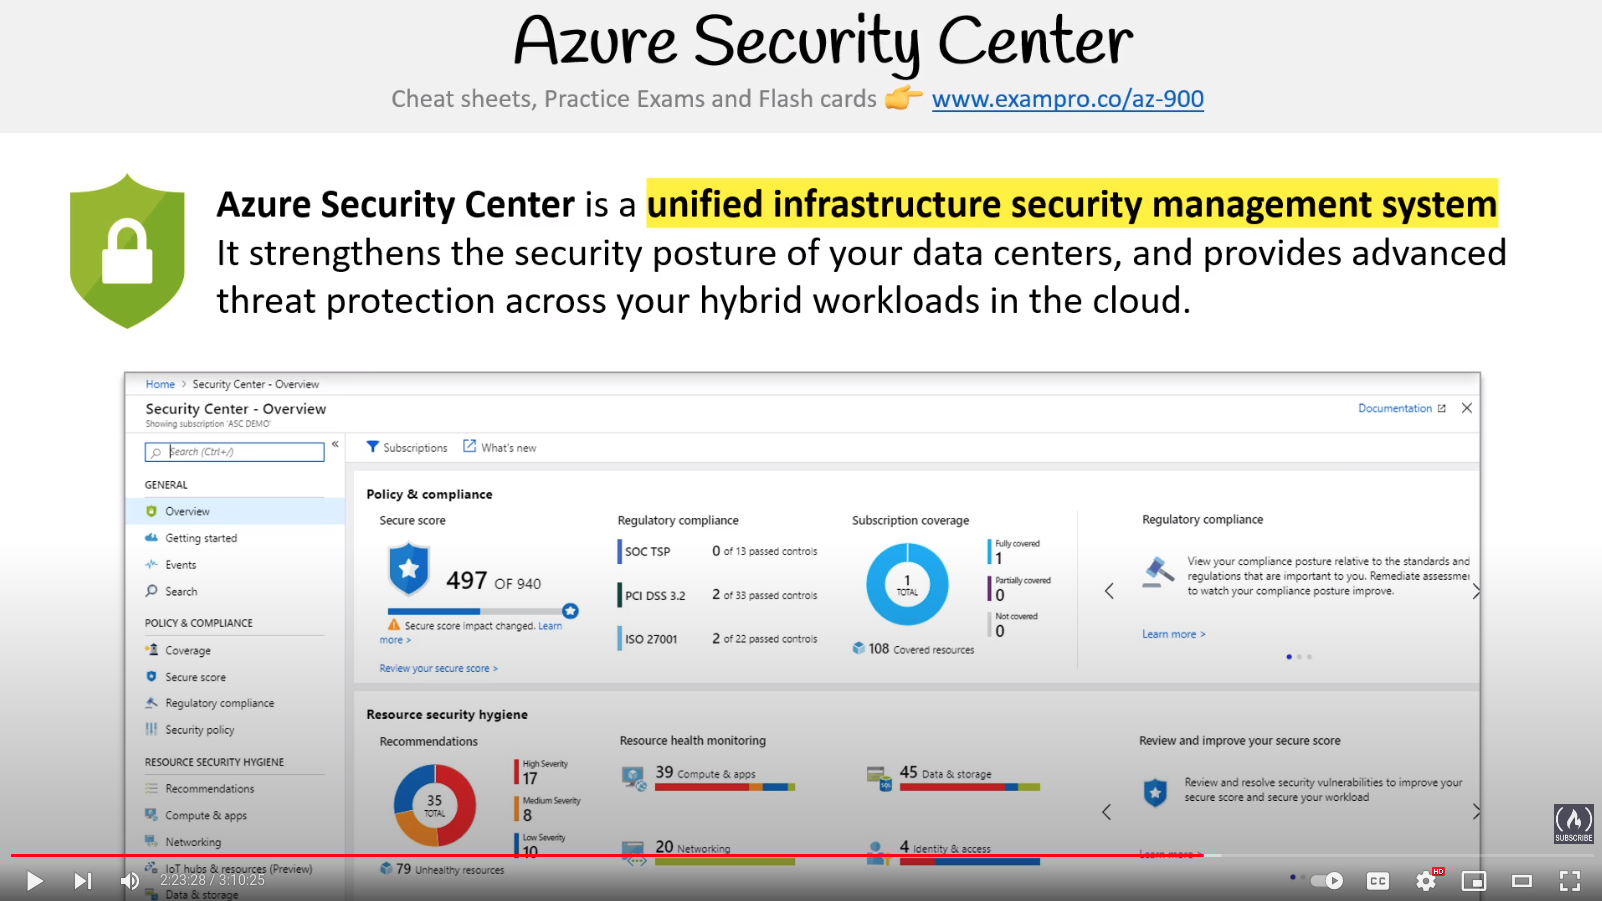 Azure Security Center
Cheat sheets, Practice Exams and Flash cards 👉 www.exampro.co/az-900
Azure Security Center is a unified infrastructure security management system
It strengthens the security posture of your data centers, and provides advanced
threat protection across your hybrid workloads in the cloud.
Home > Security Center - Overview
Security Center - Overview
Showing subscription 'ASC DEMO'
Documentation
Search (Ctrl+/)
«
Subscriptions
What's new
GENERAL
Overview
Getting started
Events
Search
POLICY & COMPLIANCE
Coverage
Secure score
Regulatory compliance
Security policy
RESOURCE SECURITY HYGIENE
Recommendations
Compute & apps
Networking
IoT hubs & resources (Preview)
Data & storage
Policy & compliance
Secure score
497 OF 940
Secure score impact changed. Learn
more >
Review your secure score >
Regulatory compliance
SOC TSP 0 of 13 passed controls
PCI DSS 3.2 2 of 33 passed controls
ISO 27001 2 of 22 passed controls
Subscription coverage
1
TOTAL
Fully covered
1
Partially covered
0
Not covered
0
108 Covered resources
Regulatory compliance
View your compliance posture relative to the standards and
regulations that are important to you. Remediate assessme
to watch your compliance posture improve.
Learn more >
Resource security hygiene
Recommendations
35
TOTAL
High Severity
17
Medium Severity
8
Low Severity
10
79 Unhealthy resources
Resource health monitoring
39 Compute & apps
45 Data & storage
20 Networking
4 Identity & access
Review and improve your secure score
Review and resolve security vulnerabilities to improve your
secure score and secure your workload
Learn more >
SUBSCRIBE
2:23:28 / 3:10:25
CC
HD